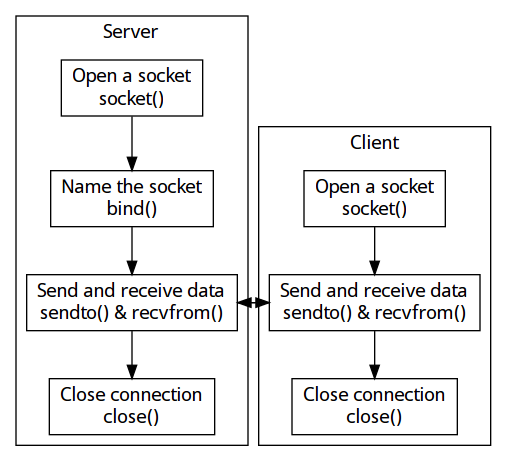 Server
Open a socket
socket()
Name the socket
bind()
Send and receive data
sendto() & recvfrom()
Close connection
close()
Client
Open a socket
socket()
Send and receive data
sendto() & recvfrom()
Close connection
close()